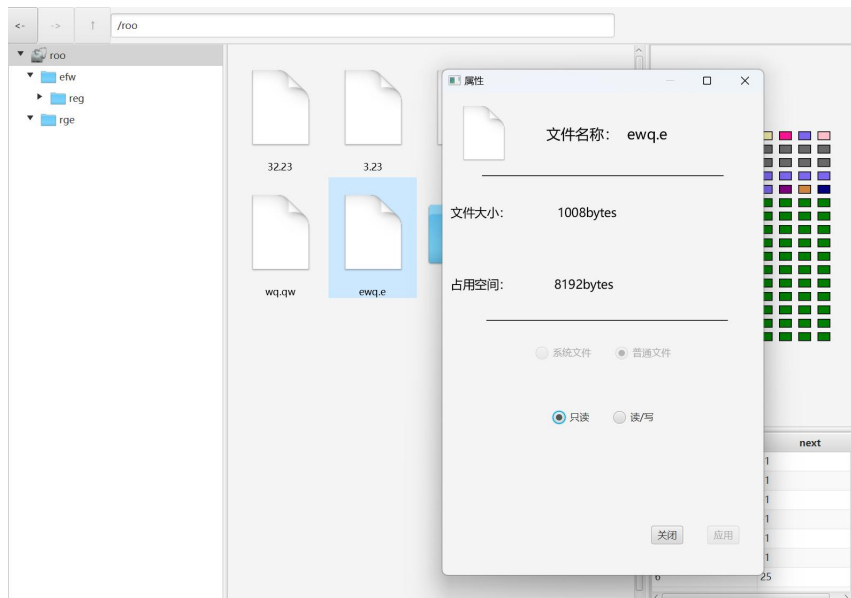 <- -> ↑ /roo
roo
efw
reg
rge
32.23
3.23
wq.qw
ewq.e
属性
文件名称： ewq.e
文件大小： 1008bytes
占用空间： 8192bytes
系统文件 普通文件
只读 读/写
关闭 应用
next
1
1
1
1
1
1
6 25